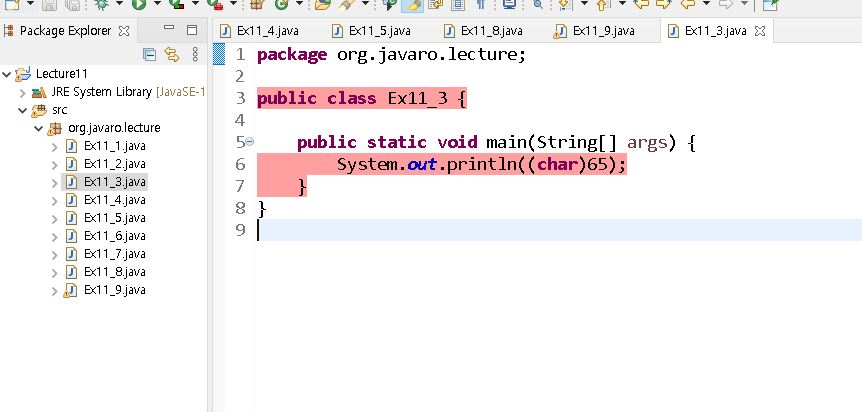 Package Explorer
Ex11_4.java
Ex11_5.java
Ex11_8.java
Ex11_9.java
Ex11_3.java
Lecture11
JRE System Library [JavaSE-1
src
org.javaro.lecture
Ex11_1.java
Ex11_2.java
Ex11_3.java
Ex11_4.java
Ex11_5.java
Ex11_6.java
Ex11_7.java
Ex11_8.java
Ex11_9.java
1 package org.javaro.lecture;
2
3 public class Ex11_3 {
4
5 public static void main(String[] args) {
6 System.out.println((char)65);
7 }
8 }
9